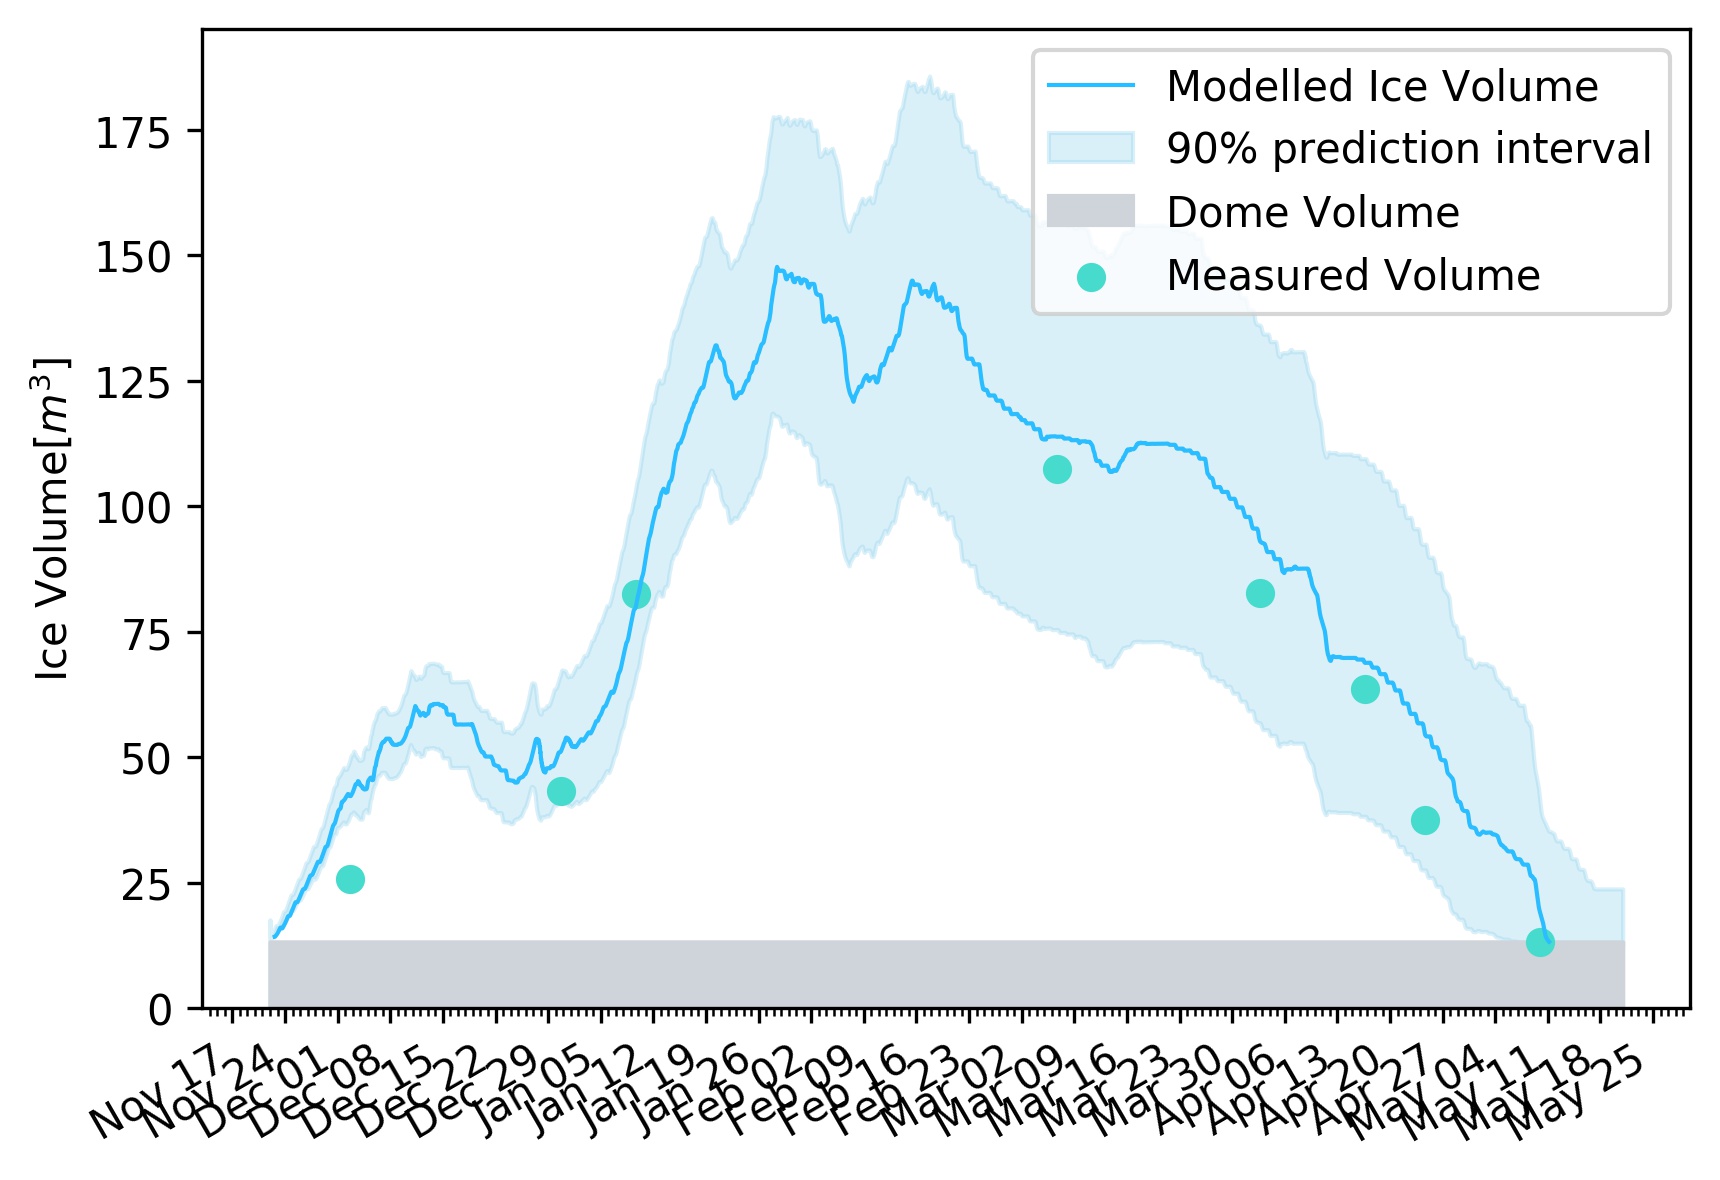 Modelled Ice Volume
90% prediction interval
Dome Volume
Measured Volume
Ice Volume[$m^3$]
175
150
125
100
75
50
25
0
Nov 17
Nov 24
Dec 01
Dec 08
Dec 15
Dec 22
Dec 29
Jan 05
Jan 12
Jan 19
Jan 26
Feb 02
Feb 09
Feb 16
Feb 23
Mar 02
Mar 09
Mar 16
Mar 23
Mar 30
Apr 06
Apr 13
Apr 20
Apr 27
May 04
May 11
May 18
May 25